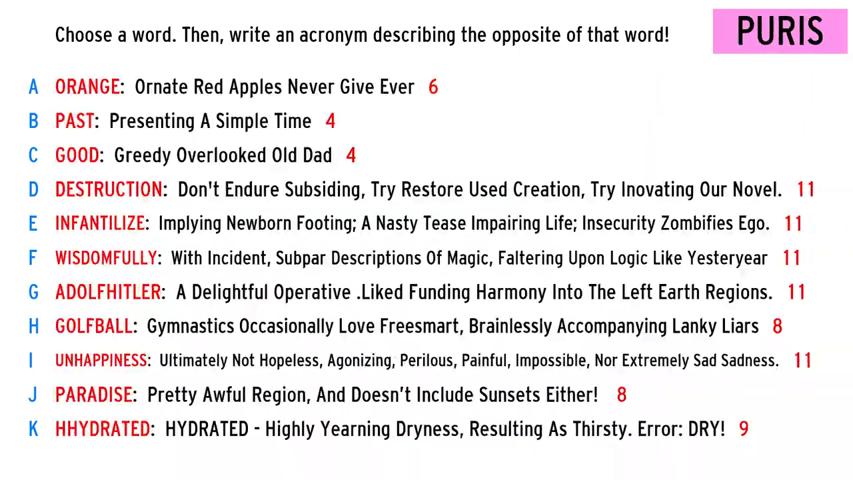 Choose a word. Then, write an acronym describing the opposite of that word!
PURIS
A ORANGE: Ornate Red Apples Never Give Ever 6
B PAST: Presenting A Simple Time 4
C GOOD: Greedy Overlooked Old Dad 4
D DESTRUCTION: Don't Endure Subsiding, Try Restore Used Creation, Try Inovating Our Novel. 11
E INFANTILIZE: Implying Newborn Footing; A Nasty Tease Impairing Life; Insecurity Zombifies Ego. 11
F WISDOMFULLY: With Incident, Subpar Descriptions Of Magic, Faltering Upon Logic Like Yesteryear 11
G ADOLFHITLER: A Delightful Operative .Liked Funding Harmony Into The Left Earth Regions. 11
H GOLFBALL: Gymnastics Occasionally Love Freesmart, Brainlessly Accompanying Lanky Liars 8
I UNHAPPINESS: Ultimately Not Hopeless, Agonizing, Perilous, Painful, Impossible, Nor Extremely Sad Sadness. 11
J PARADISE: Pretty Awful Region, And Doesn't Include Sunsets Either! 8
K HHYDRATED: HYDRATED - Highly Yearning Dryness, Resulting As Thirsty. Error: DRY! 9